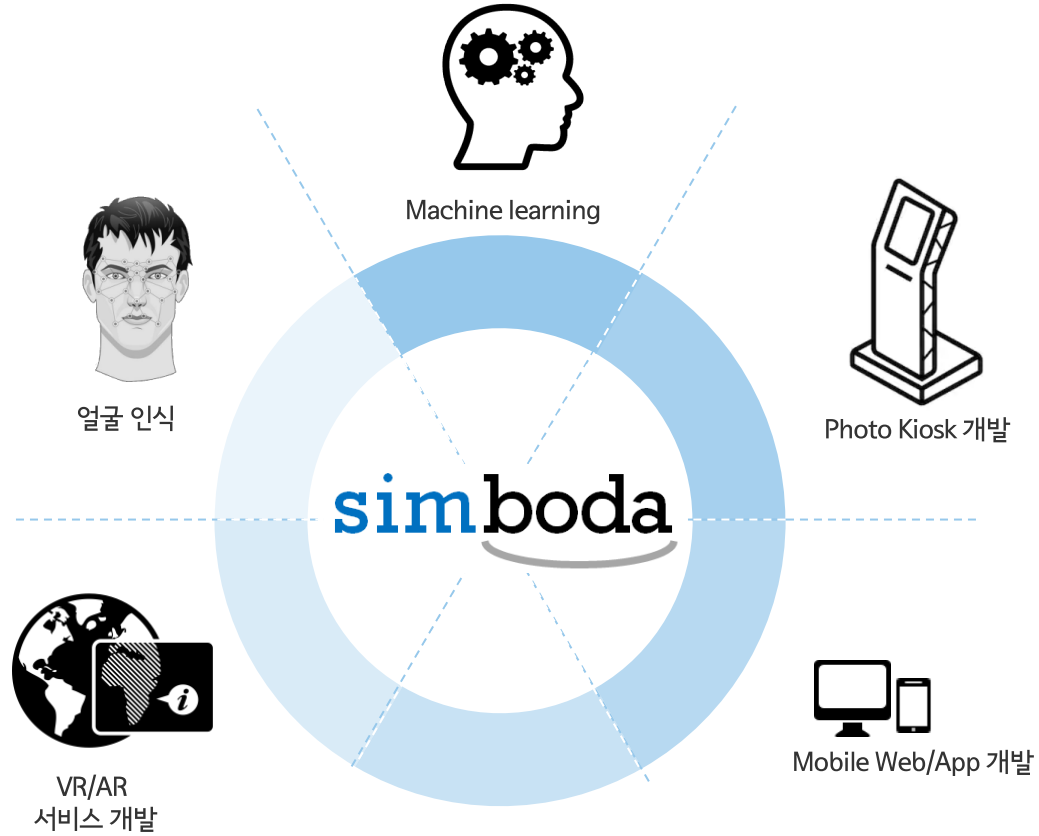 Machine learning
얼굴 인식
Photo Kiosk 개발
simboda
i
VR/AR
서비스 개발
Mobile Web/App 개발